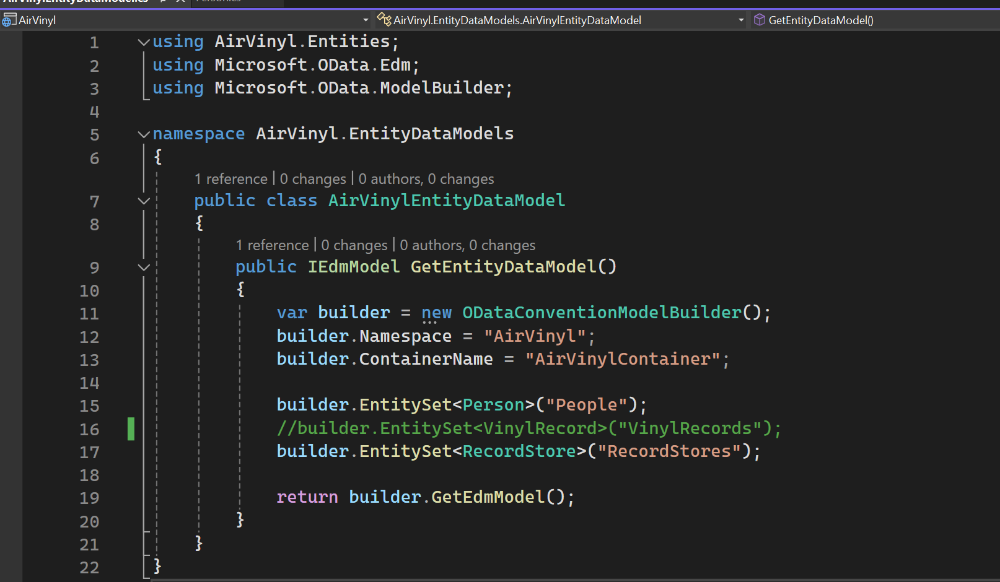 AirVinylEntityDataModel.cs
AirVinyl AirVinyl.EntityDataModels.AirVinylEntityDataModel GetEntityDataModel()
1 using AirVinyl.Entities;
2 using Microsoft.OData.Edm;
3 using Microsoft.OData.ModelBuilder;
4
5 namespace AirVinyl.EntityDataModels
6 {
1 reference | 0 changes | 0 authors, 0 changes
7 public class AirVinylEntityDataModel
8 {
1 reference | 0 changes | 0 authors, 0 changes
9 public IEdmModel GetEntityDataModel()
10 {
11 var builder = new ODataConventionModelBuilder();
12 builder.Namespace = "AirVinyl";
13 builder.ContainerName = "AirVinylContainer";
14
15 builder.EntitySet<Person>("People");
16 //builder.EntitySet<VinylRecord>("VinylRecords");
17 builder.EntitySet<RecordStore>("RecordStores");
18
19 return builder.GetEdmModel();
20 }
21 }
22 }